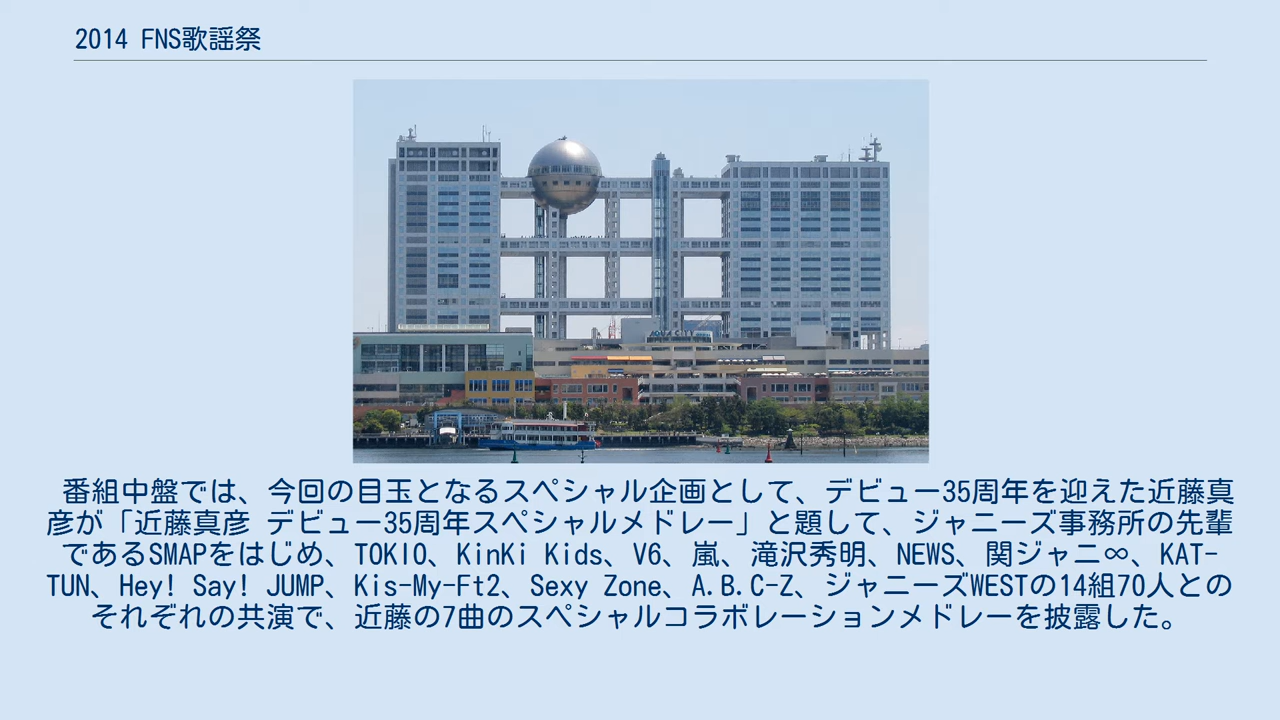 2014 FNS歌謡祭
AQUA CITY
番組中盤では、今回の目玉となるスペシャル企画として、デビュー35周年を迎えた近藤真
彦が「近藤真彦 デビュー35周年スペシャルメドレー」と題して、ジャニーズ事務所の先輩
であるSMAPをはじめ、TOKIO、KinKi Kids、V6、嵐、滝沢秀明、NEWS、関ジャニ∞、KAT-
TUN、Hey! Say! JUMP、Kis-My-Ft2、Sexy Zone、A.B.C-Z、ジャニーズWESTの14組70人との
それぞれの共演で、近藤の7曲のスペシャルコラボレーションメドレーを披露した。